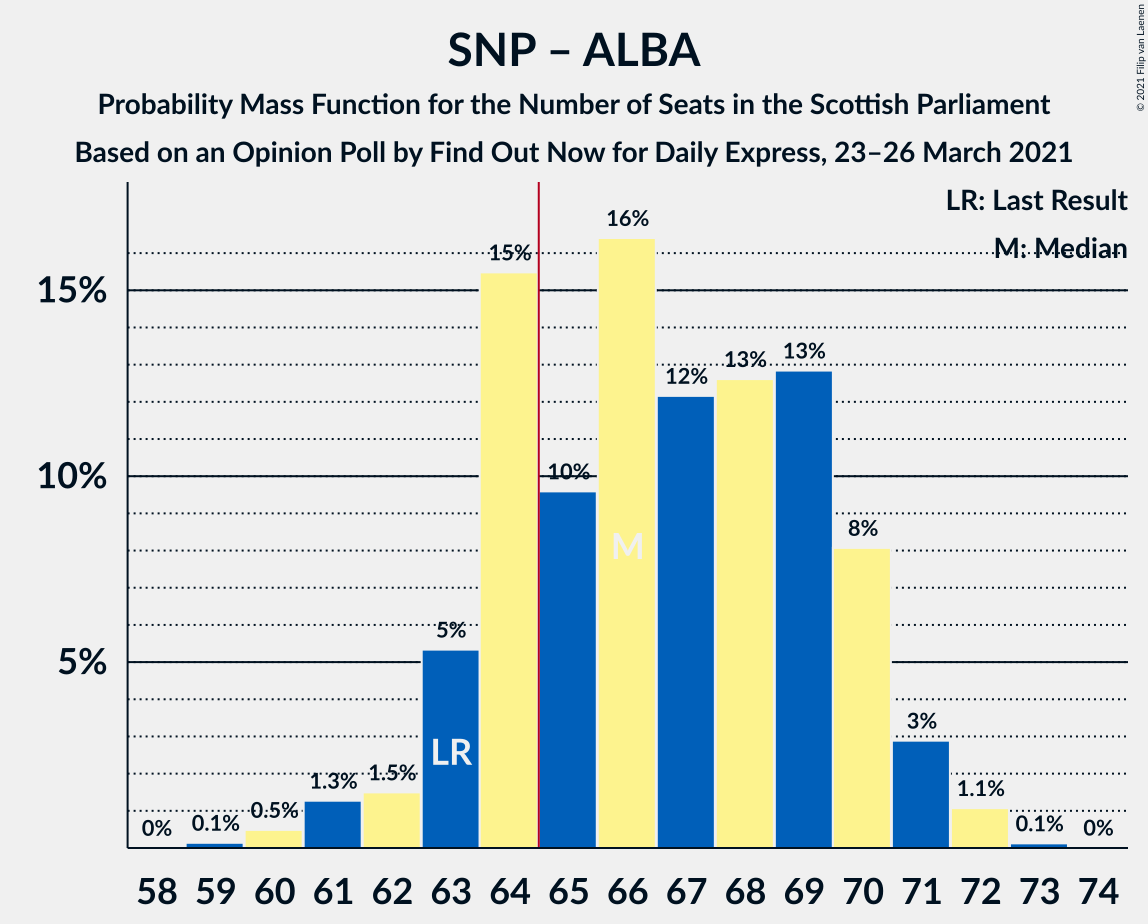 SNP – ALBA
Probability Mass Function for the Number of Seats in the Scottish Parliament
Based on an Opinion Poll by Find Out Now for Daily Express, 23–26 March 2021
© 2021 Filip van Laenen
LR: Last Result
M: Median
15%
10%
5%
0%
0.1%
0.5%
1.3%
1.5%
5%
15%
10%
16%
12%
13%
13%
8%
3%
1.1%
0.1%
0%
LR
M
58 59 60 61 62 63 64 65 66 67 68 69 70 71 72 73 74